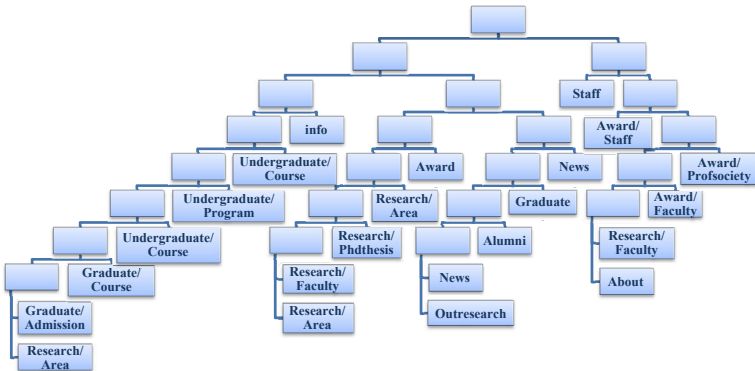 Staff
info
Award/
Staff
Undergraduate/
Course
Award
News
Award/
Profsociety
Undergraduate/
Program
Research/
Area
Graduate
Award/
Faculty
Undergraduate/
Course
Research/
Phdthesis
Alumni
Research/
Faculty
Graduate/
Course
Research/
Faculty
News
About
Graduate/
Admission
Research/
Area
Outresearch
Research/
Area